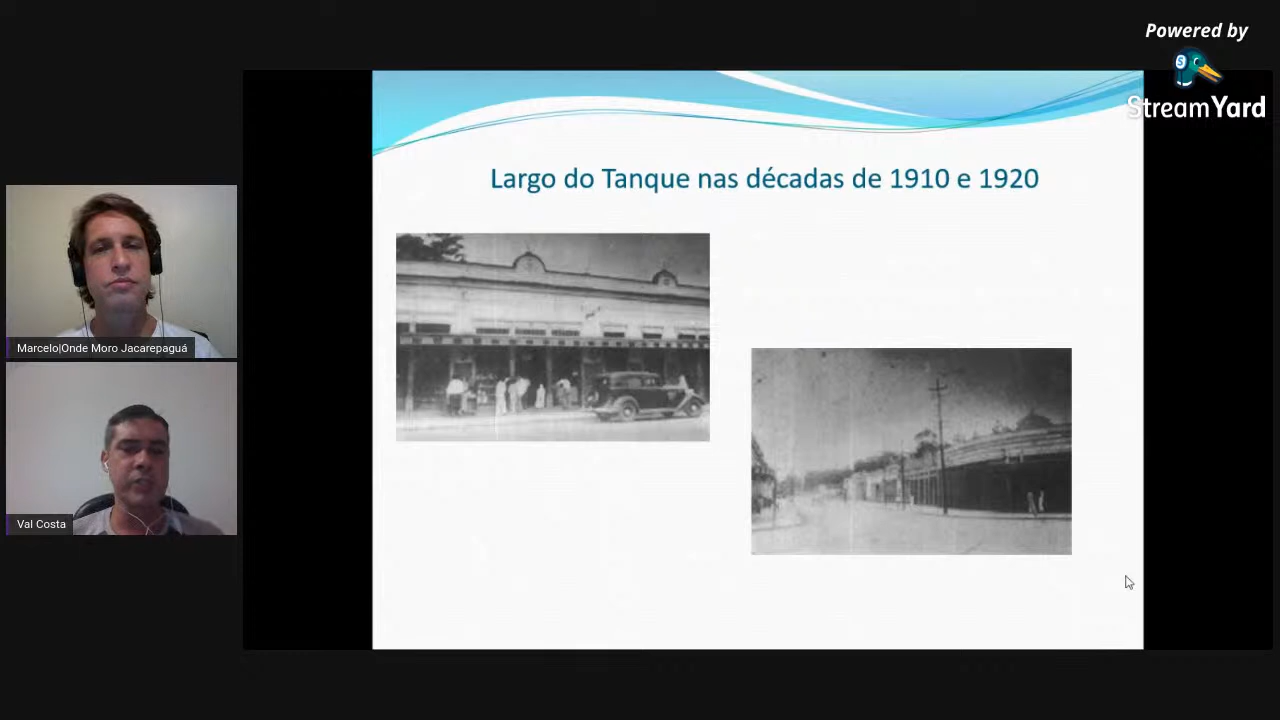 Powered by
StreamYard
Largo do Tanque nas décadas de 1910 e 1920
Marcelo|Onde Moro Jacarepaguá
Val Costa